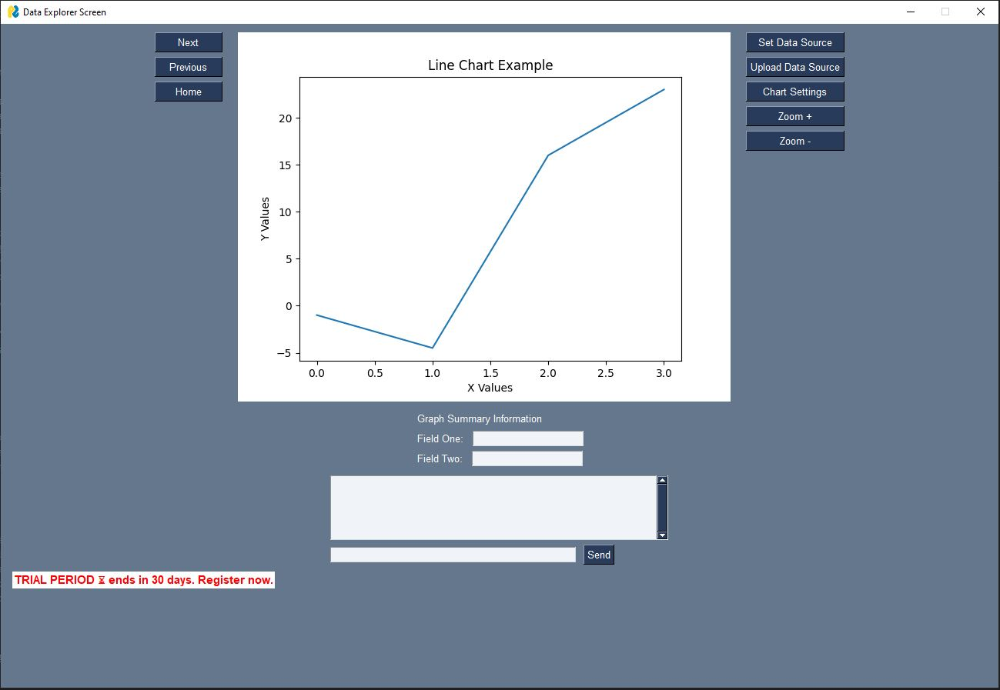 Data Explorer Screen
Next
Previous
Home
Line Chart Example
Y Values
20
15
10
5
0
−5
0.0 0.5 1.0 1.5 2.0 2.5 3.0
X Values
Set Data Source
Upload Data Source
Chart Settings
Zoom +
Zoom -
Graph Summary Information
Field One:
Field Two:
Send
TRIAL PERIOD ⏳ ends in 30 days. Register now.